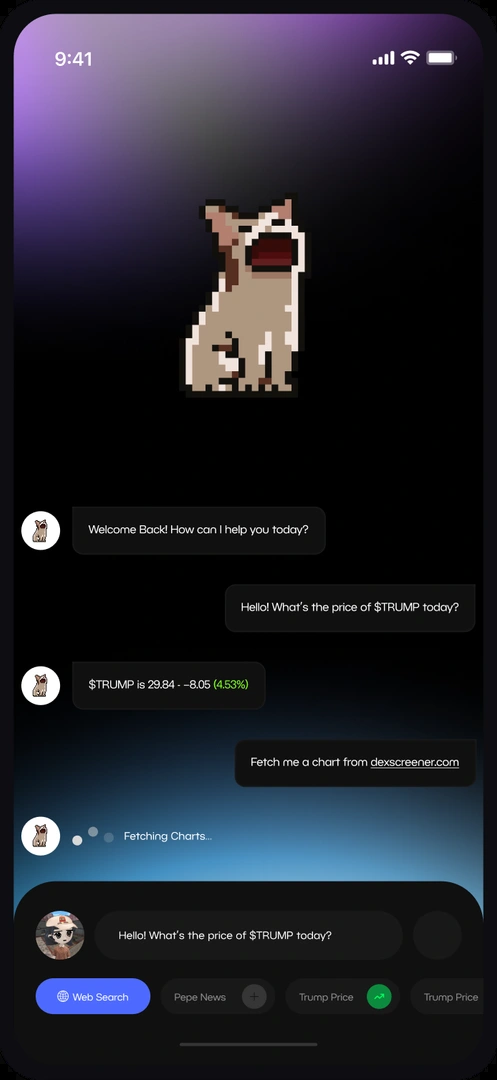 9:41
Welcome Back! How can I help you today?
Hello! What's the price of $TRUMP today?
$TRUMP is 29.84 - −8.05 (4.53%)
Fetch me a chart from dexscreener.com
Fetching Charts...
Hello! What's the price of $TRUMP today?
Web Search
Pepe News
Trump Price
Trump Price